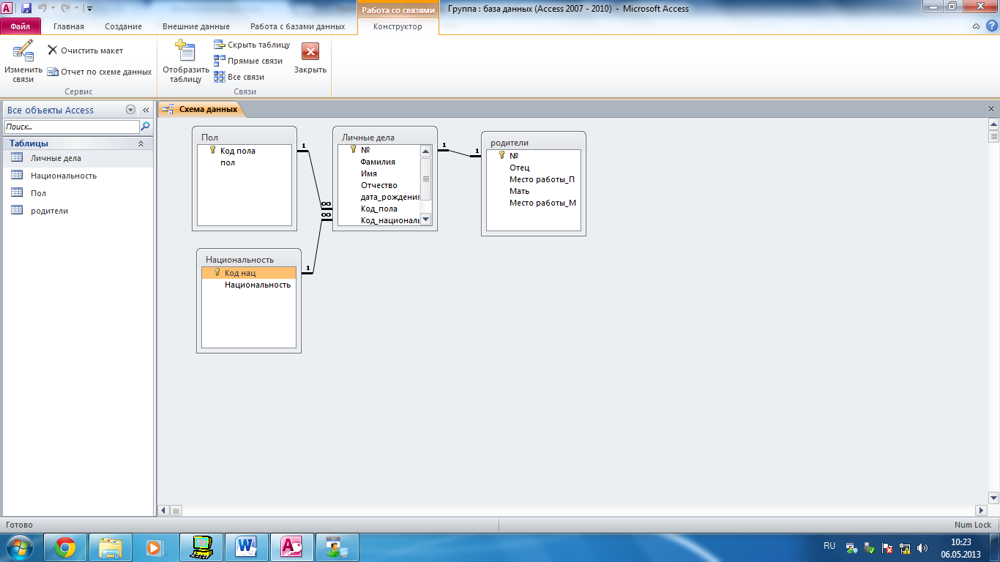 Работа со связями
Группа : база данных (Access 2007 - 2010) - Microsoft Access
Файл
Главная
Создание
Внешние данные
Работа с базами данных
Конструктор
Изменить
связи
Очистить макет
Отчет по схеме данных
Сервис
Отобразить
таблицу
Скрыть таблицу
Прямые связи
Все связи
Закрыть
Связи
Все объекты Access
Поиск...
Таблицы
Личные дела
Национальность
Пол
родители
Схема данных
Пол
Код пола
пол
1
∞
∞
Личные дела
№
Фамилия
Имя
Отчество
дата_рождения
Код_пола
Код_национал
1
1
родители
№
Отец
Место работы_П
Мать
Место работы_М
Национальность
Код нац
Национальность
1
Готово
Num Lock
RU
10:23
06.05.2013